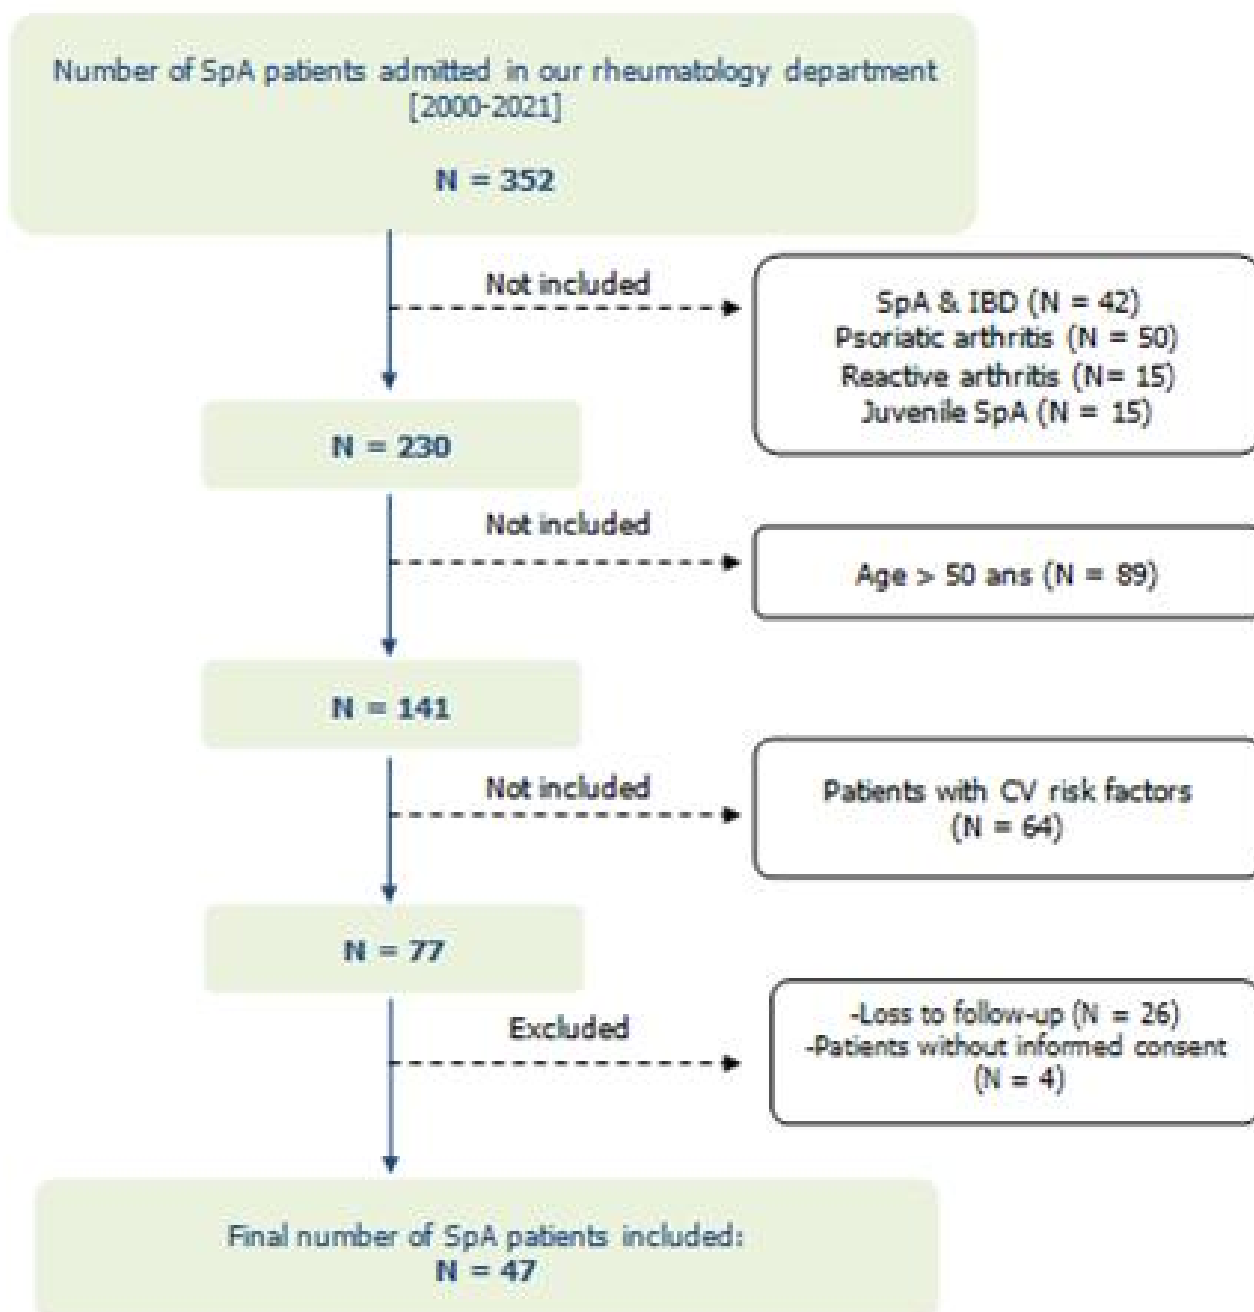 Number of SpA patients admitted in our rheumatology department
[2000-2021]
N = 352
Not included
SpA & IBD (N = 42)
Psoriatic arthritis (N = 50)
Reactive arthritis (N= 15)
Juvenile SpA (N = 15)
N = 230
Not included
Age > 50 ans (N = 89)
N = 141
Not included
Patients with CV risk factors
(N = 64)
N = 77
Excluded
-Loss to follow-up (N = 26)
-Patients without informed consent
(N = 4)
Final number of SpA patients included:
N = 47